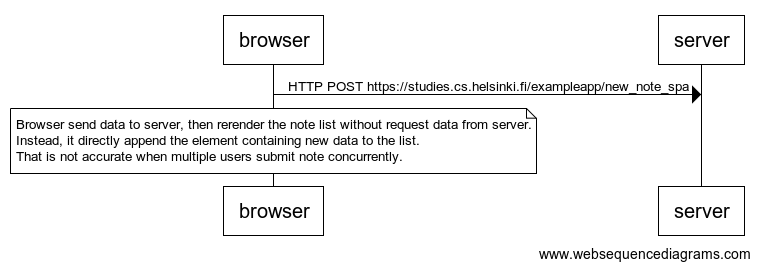 browser
server
HTTP POST https://studies.cs.helsinki.fi/exampleapp/new_note_spa
Browser send data to server, then rerender the note list without request data from server.
Instead, it directly append the element containing new data to the list.
That is not accurate when multiple users submit note concurrently.
browser
server
www.websequencediagrams.com